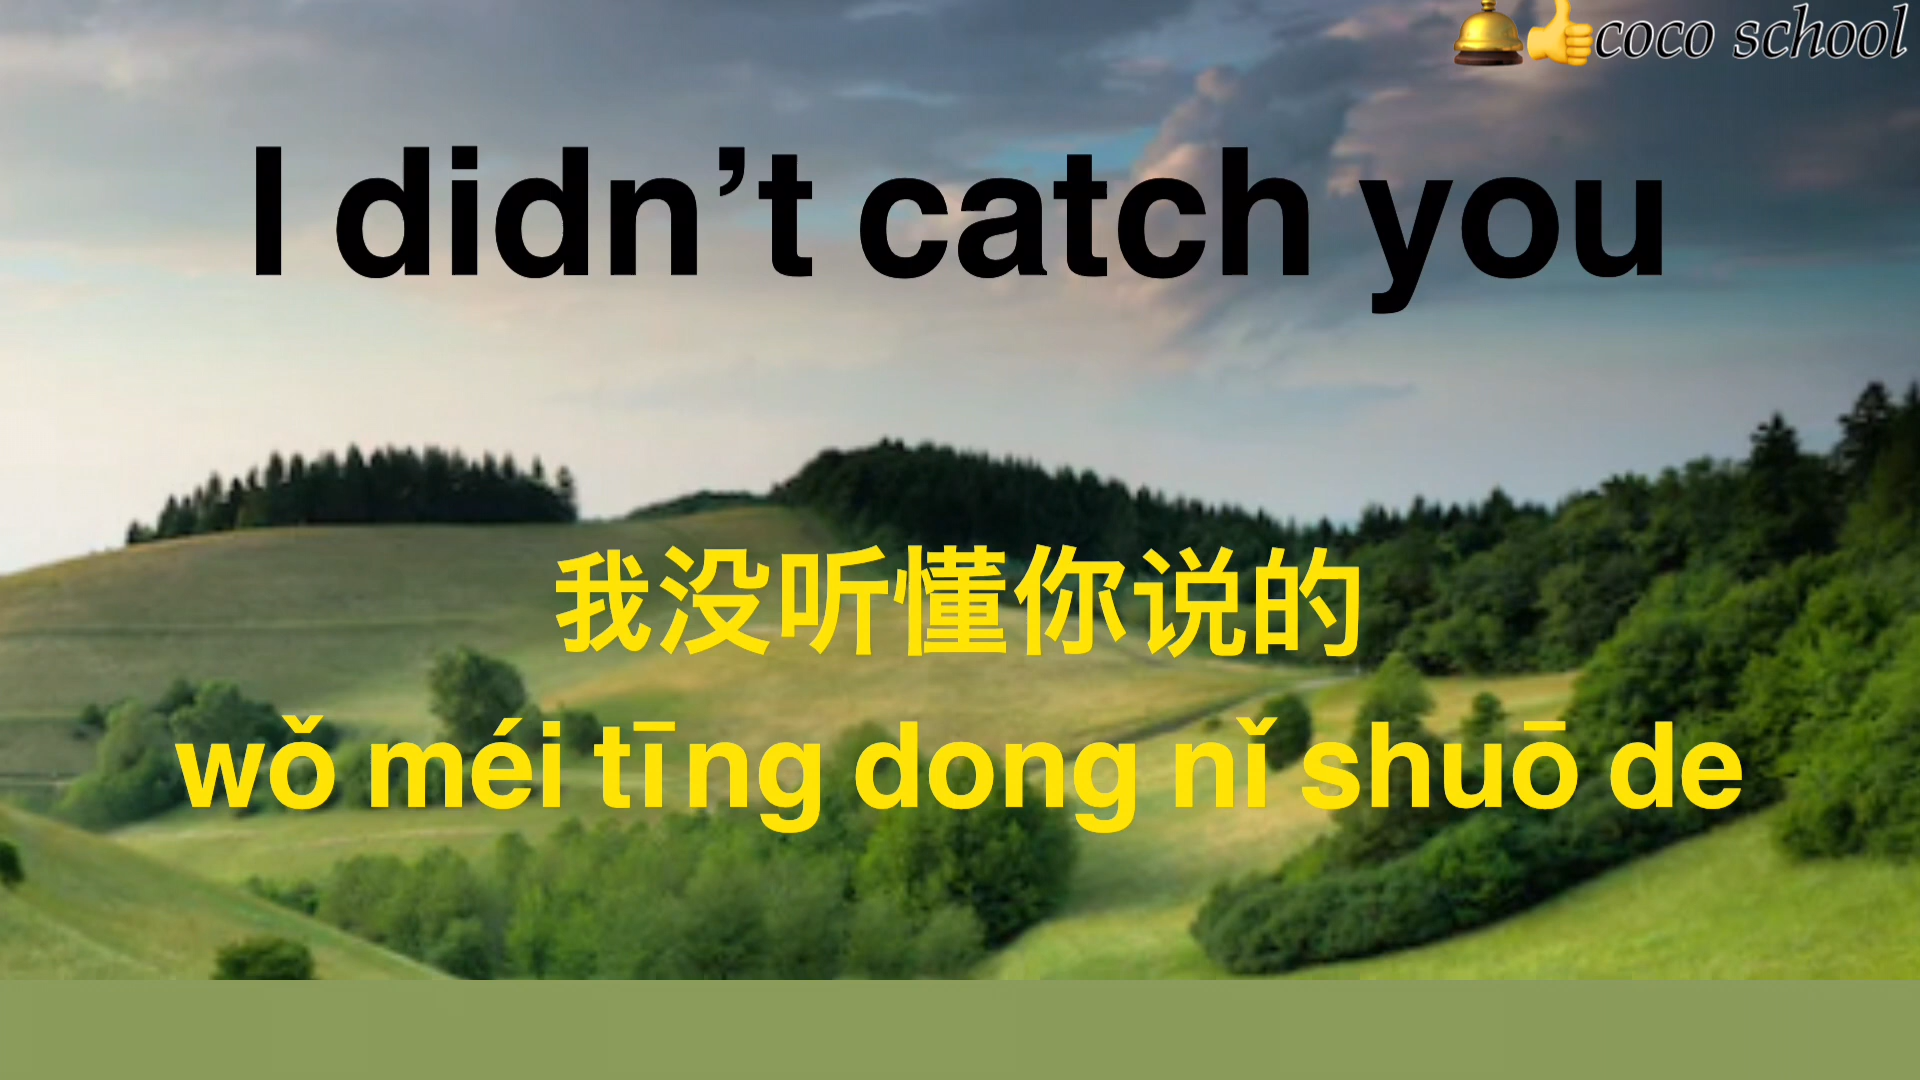 🛎️👍coco school
I didn’t catch you
我没听懂你说的
wǒ méi tīng dong nǐ shuō de